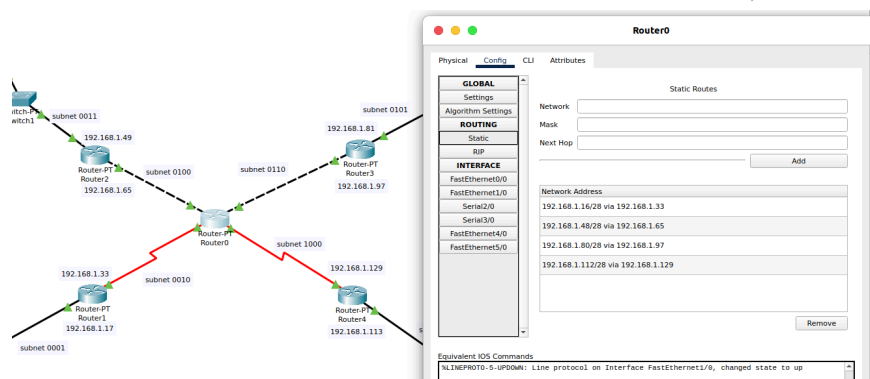 Router0
Physical Config CLI Attributes
GLOBAL
Settings
Algorithm Settings
ROUTING
Static
RIP
INTERFACE
FastEthernet0/0
FastEthernet1/0
Serial2/0
Serial3/0
FastEthernet4/0
FastEthernet5/0
Static Routes
Network
Mask
Next Hop
Add
Network Address
192.168.1.16/28 via 192.168.1.33
192.168.1.48/28 via 192.168.1.65
192.168.1.80/28 via 192.168.1.97
192.168.1.112/28 via 192.168.1.129
Remove
Equivalent IOS Commands
%LINEPROTO-5-UPDOWN: Line protocol on Interface FastEthernet1/0, changed state to up
itch-PT
witch1
subnet 0011
192.168.1.49
Router-PT
Router2
192.168.1.65
subnet 0100
subnet 0101
192.168.1.81
Router-PT
Router3
192.168.1.97
subnet 0110
Router-PT
Router0
subnet 1000
192.168.1.33
subnet 0010
Router-PT
Router1
192.168.1.17
subnet 0001
192.168.1.129
Router-PT
Router4
192.168.1.113
s